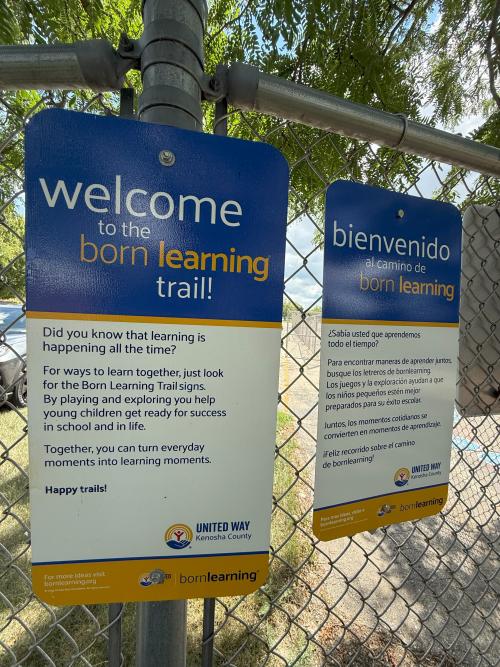 welcome
to the
born learning
trail!
Did you know that learning is
happening all the time?
For ways to learn together, just look
for the Born Learning Trail signs.
By playing and exploring you help
young children get ready for success
in school and in life.
Together, you can turn everyday
moments into learning moments.
Happy trails!
UNITED WAY
Kenosha County
For more ideas visit
bornlearning.org
bornlearning
bienvenido
al camino de
born learning
¿Sabía usted que aprendemos
todo el tiempo?
Para encontrar maneras de aprender juntos,
busque los letreros de bornlearning.
Los juegos y la exploración ayudan a que
los niños pequeños estén mejor
preparados para su éxito escolar.
Juntos, los momentos cotidianos se
convierten en momentos de aprendizaje.
¡Feliz recorrido sobre el camino
de bornlearning!
UNITED WAY
Kenosha County
Para más ideas, visite a
bornlearning.org
bornlearning